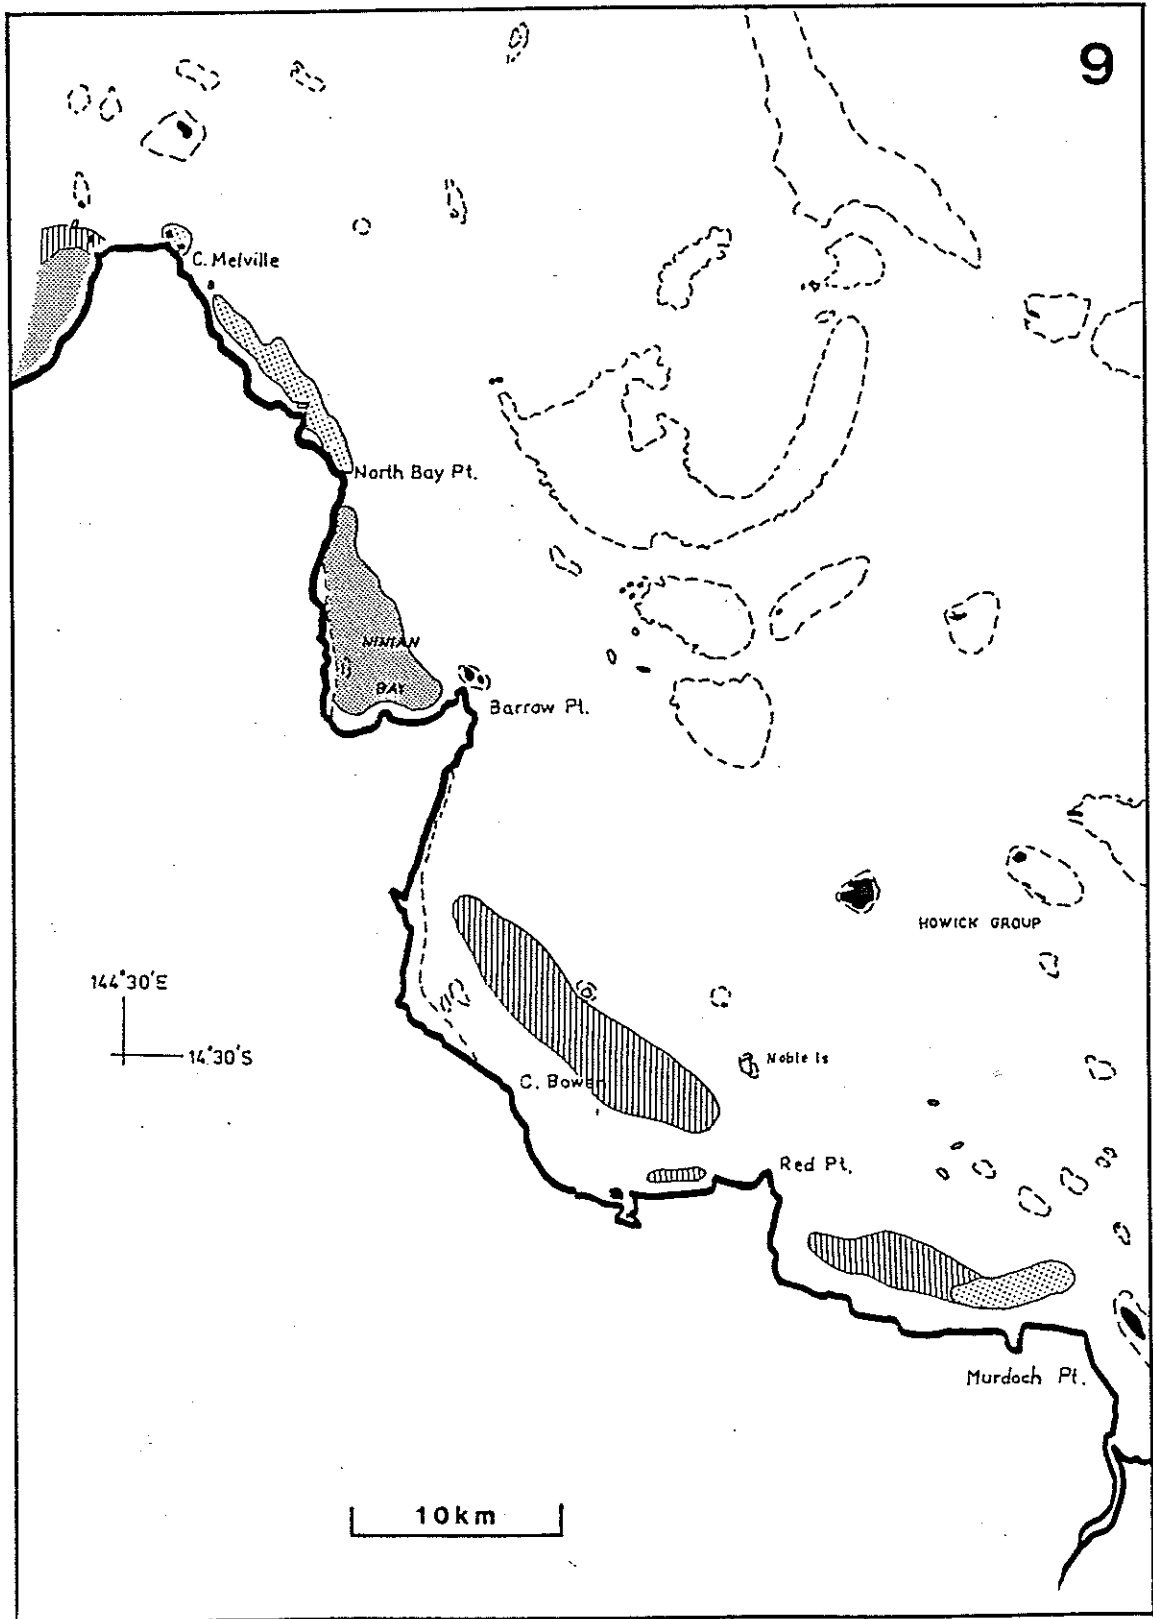 9
C. Melville
North Bay Pt.
NINIAN
BAY
Barrow Pt.
HOWICK GROUP
144°30'E
14°30'S
Noble Is
C. Bowen
Red Pt.
Murdoch Pt.
10km